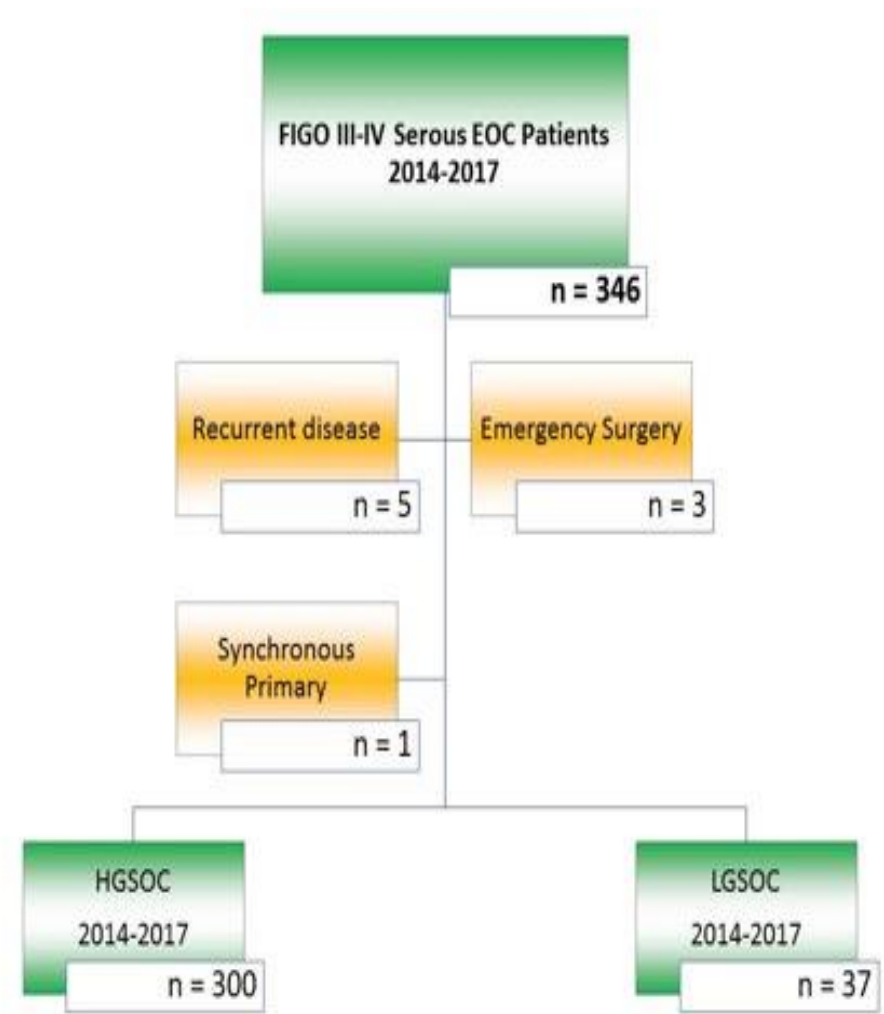 FIGO III-IV Serous EOC Patients
2014-2017
n = 346
Recurrent disease
n = 5
Emergency Surgery
n = 3
Synchronous
Primary
n = 1
HGSOC
2014-2017
n = 300
LGSOC
2014-2017
n = 37